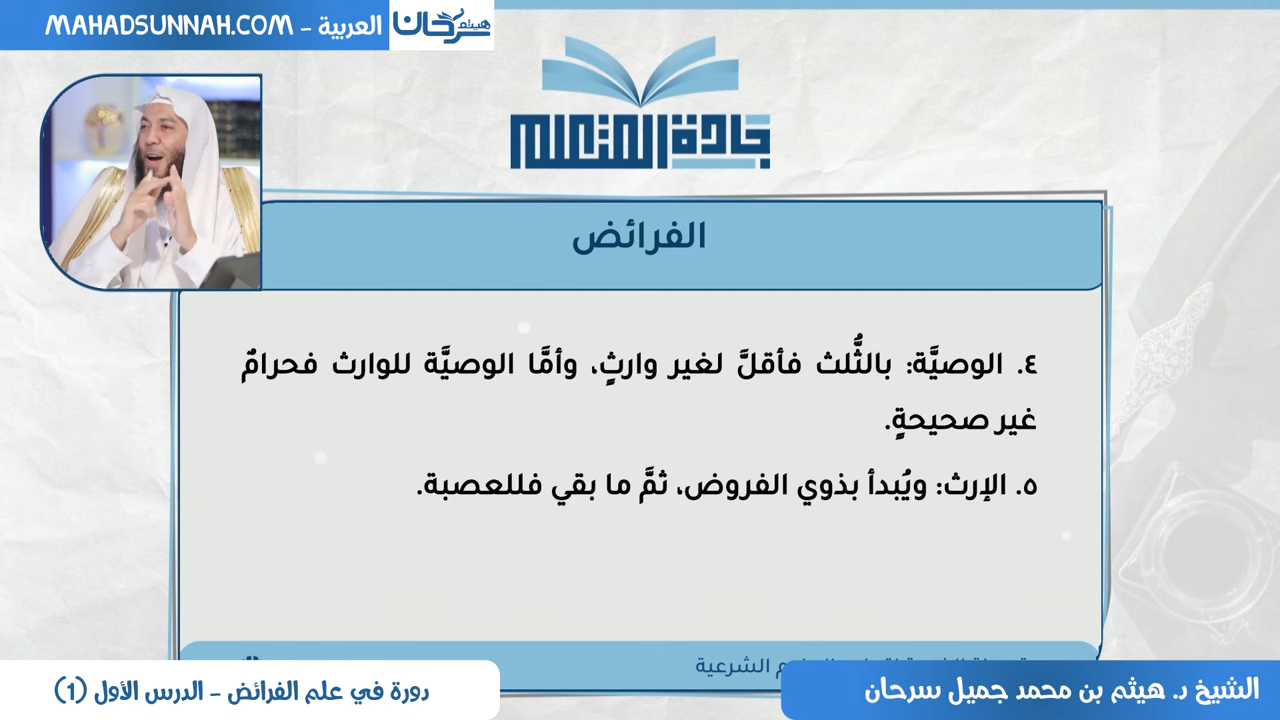 العربية - MAHADSUNNAH.COM
هيثم سرحان
جادة المتعلم
الفرائض
٤. الوصيَّة: بالثُّلث فأقلَّ لغير وارثٍ، وأمَّا الوصيَّة للوارث فحرامٌ
غير صحيحةٍ.
٥. الإرث: ويُبدأ بذوي الفروض، ثمَّ ما بقي فللعصبة.
الشرعية
الشيخ د. هيثم بن محمد جميل سرحان
دورة في علم الفرائض - الدرس الأول (1)